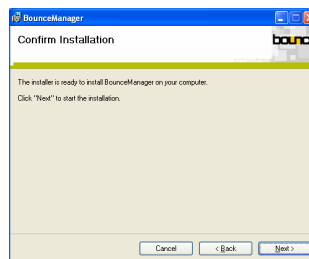 BounceManager
Confirm Installation
bounc
The installer is ready to install BounceManager on your computer.
Click "Next" to start the installation.
Cancel
< Back
Next >